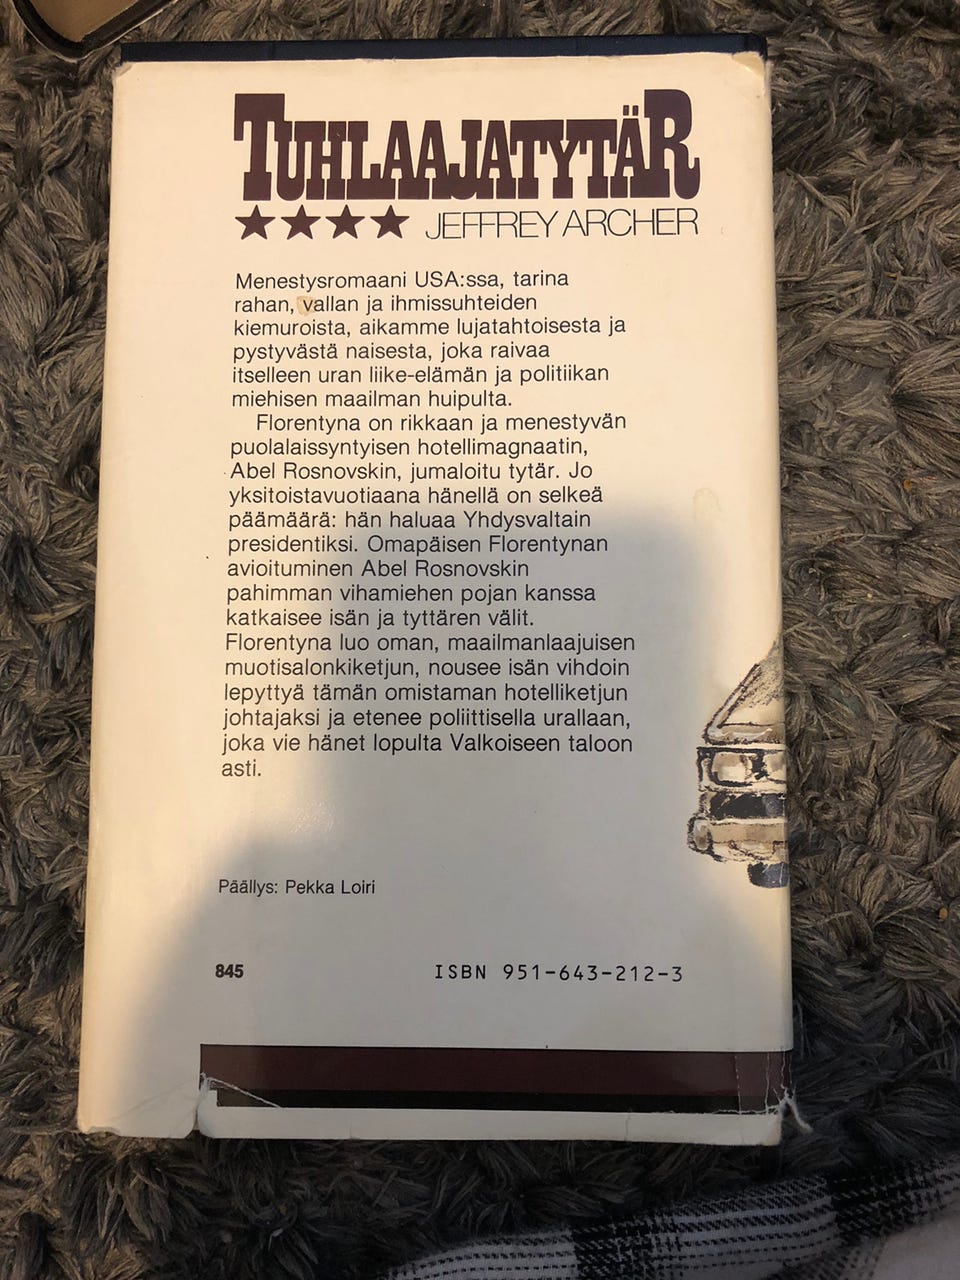 TUHLAAJATYTÄR
★★★★ JEFFREY ARCHER
Menestysromaani USA:ssa, tarina
rahan, vallan ja ihmissuhteiden
kiemuroista, aikamme lujatahtoisesta ja
pystyvästä naisesta, joka raivaa
itselleen uran liike-elämän ja politiikan
miehisen maailman huipulta.
Florentyna on rikkaan ja menestyvän
puolalaissyntyisen hotellimagnaatin,
Abel Rosnovskin, jumaloitu tytär. Jo
yksitoistavuotiaana hänellä on selkeä
päämäärä: hän haluaa Yhdysvaltain
presidentiksi. Omapäisen Florentynan
avioituminen Abel Rosnovskin
pahimman vihamiehen pojan kanssa
katkaisee isän ja tyttären välit.
Florentyna luo oman, maailmanlaajuisen
muotisalonkiketjun, nousee isän vihdoin
lepyttyä tämän omistaman hotelliketjun
johtajaksi ja etenee poliittisella urallaan,
joka vie hänet lopulta Valkoiseen taloon
asti.
Päällys: Pekka Loiri
845 ISBN 951-643-212-3